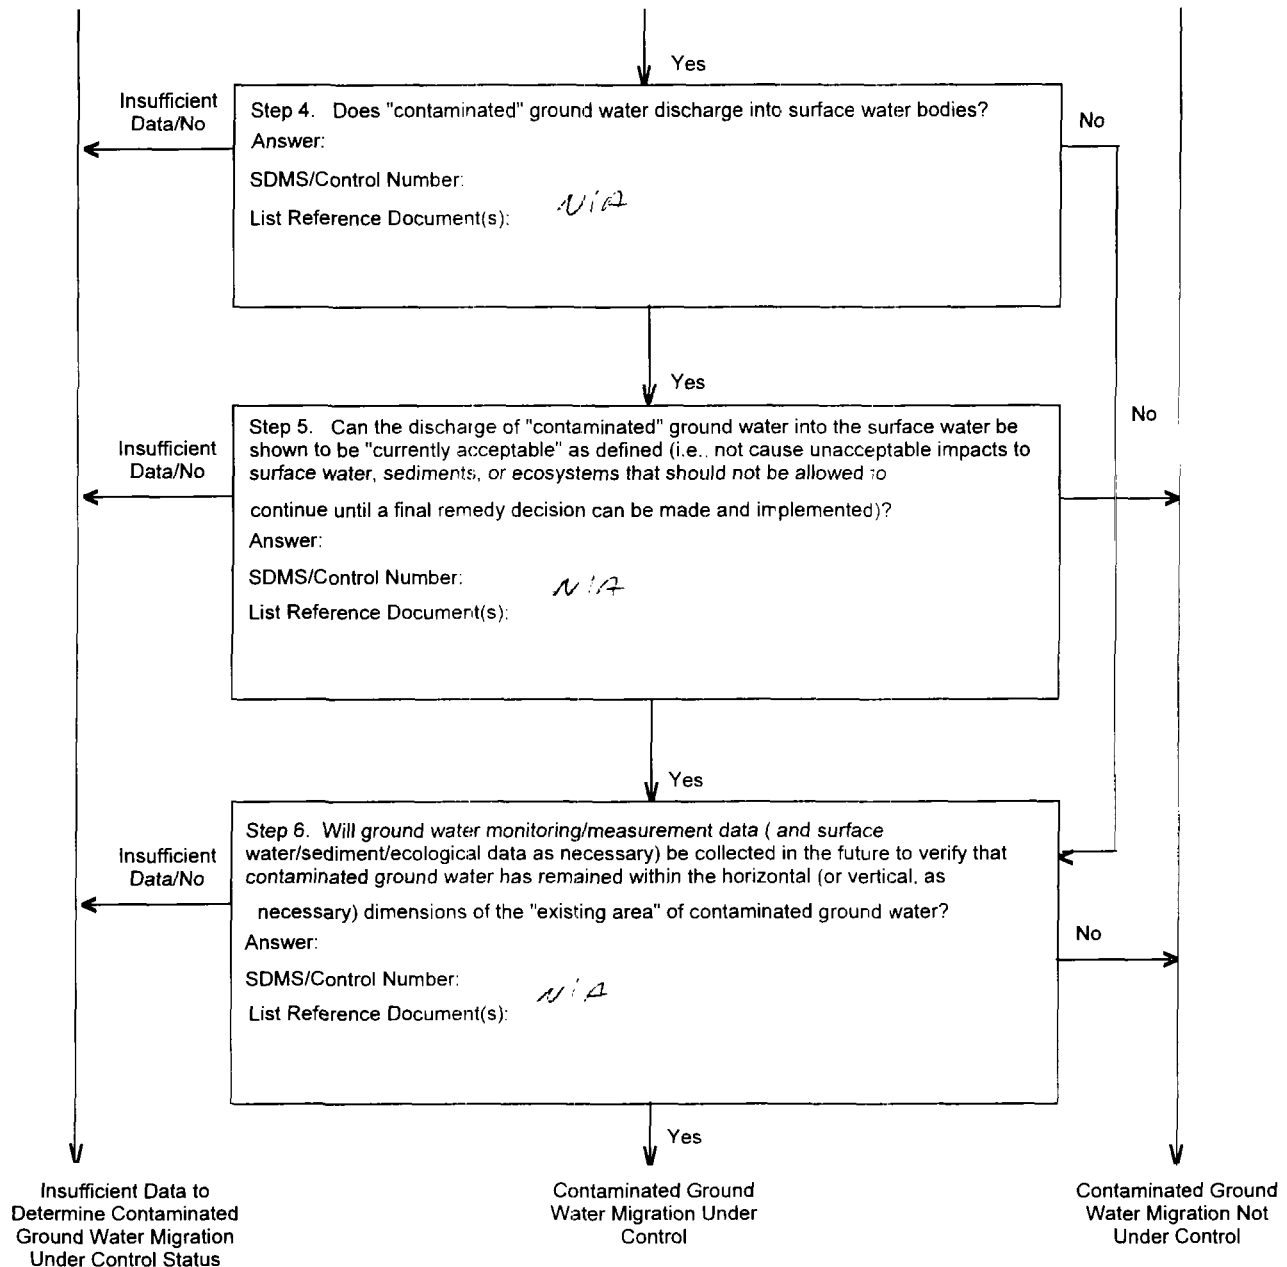 Yes
Insufficient
Data/No
Step 4. Does "contaminated" ground water discharge into surface water bodies?
No
Answer:
SDMS/Control Number:
N/A
List Reference Document(s):
Yes
Insufficient
Data/No
Step 5. Can the discharge of "contaminated" ground water into the surface water be
shown to be "currently acceptable" as defined (i.e., not cause unacceptable impacts to
surface water, sediments, or ecosystems that should not be allowed to
continue until a final remedy decision can be made and implemented)?
No
Answer:
SDMS/Control Number:
N/A
List Reference Document(s):
Yes
Insufficient
Data/No
Step 6. Will ground water monitoring/measurement data ( and surface
water/sediment/ecological data as necessary) be collected in the future to verify that
contaminated ground water has remained within the horizontal (or vertical, as
necessary) dimensions of the "existing area" of contaminated ground water?
No
Answer:
SDMS/Control Number:
N/A
List Reference Document(s):
Yes
Insufficient Data to
Determine Contaminated
Ground Water Migration
Under Control Status
Contaminated Ground
Water Migration Under
Control
Contaminated Ground
Water Migration Not
Under Control